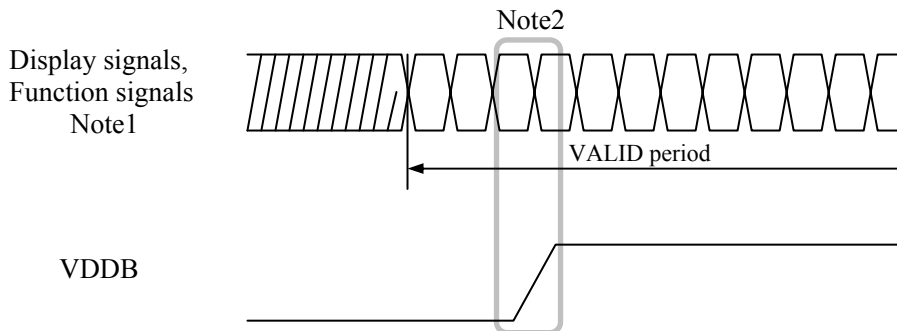 Note2
Display signals,
Function signals
Note1
VALID period
VDDB